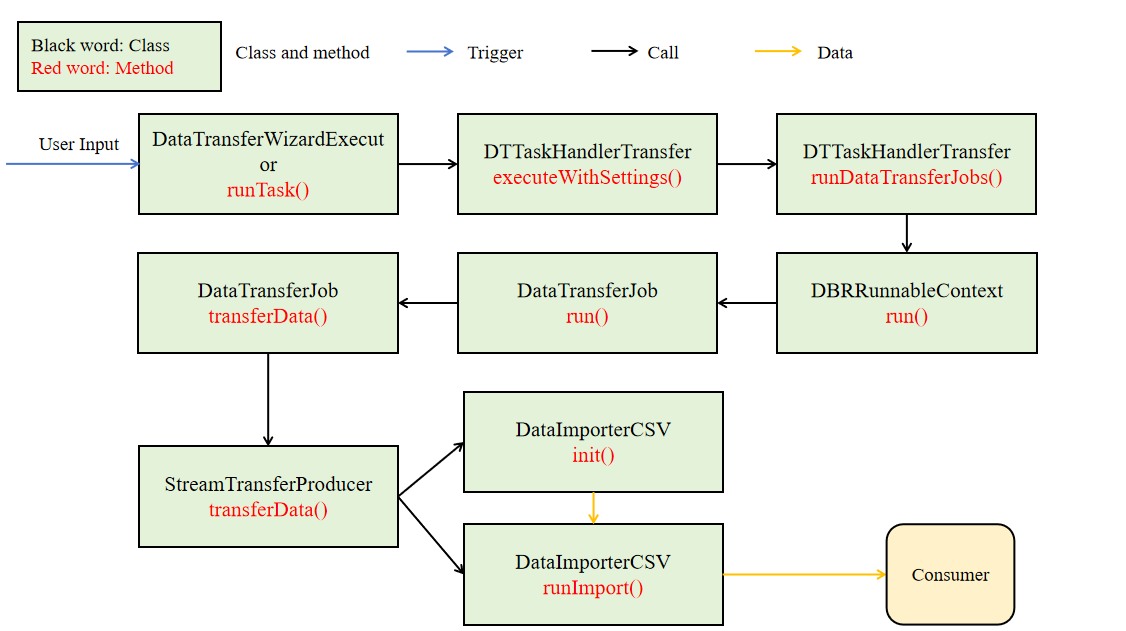 Black word: Class
Red word: Method
Class and method
Trigger
Call
Data
User Input
DataTransferWizardExecut
or
runTask()
DTTaskHandlerTransfer
executeWithSettings()
DTTaskHandlerTransfer
runDataTransferJobs()
DataTransferJob
transferData()
DataTransferJob
run()
DBRRunnableContext
run()
DataImporterCSV
init()
StreamTransferProducer
transferData()
DataImporterCSV
runImport()
Consumer